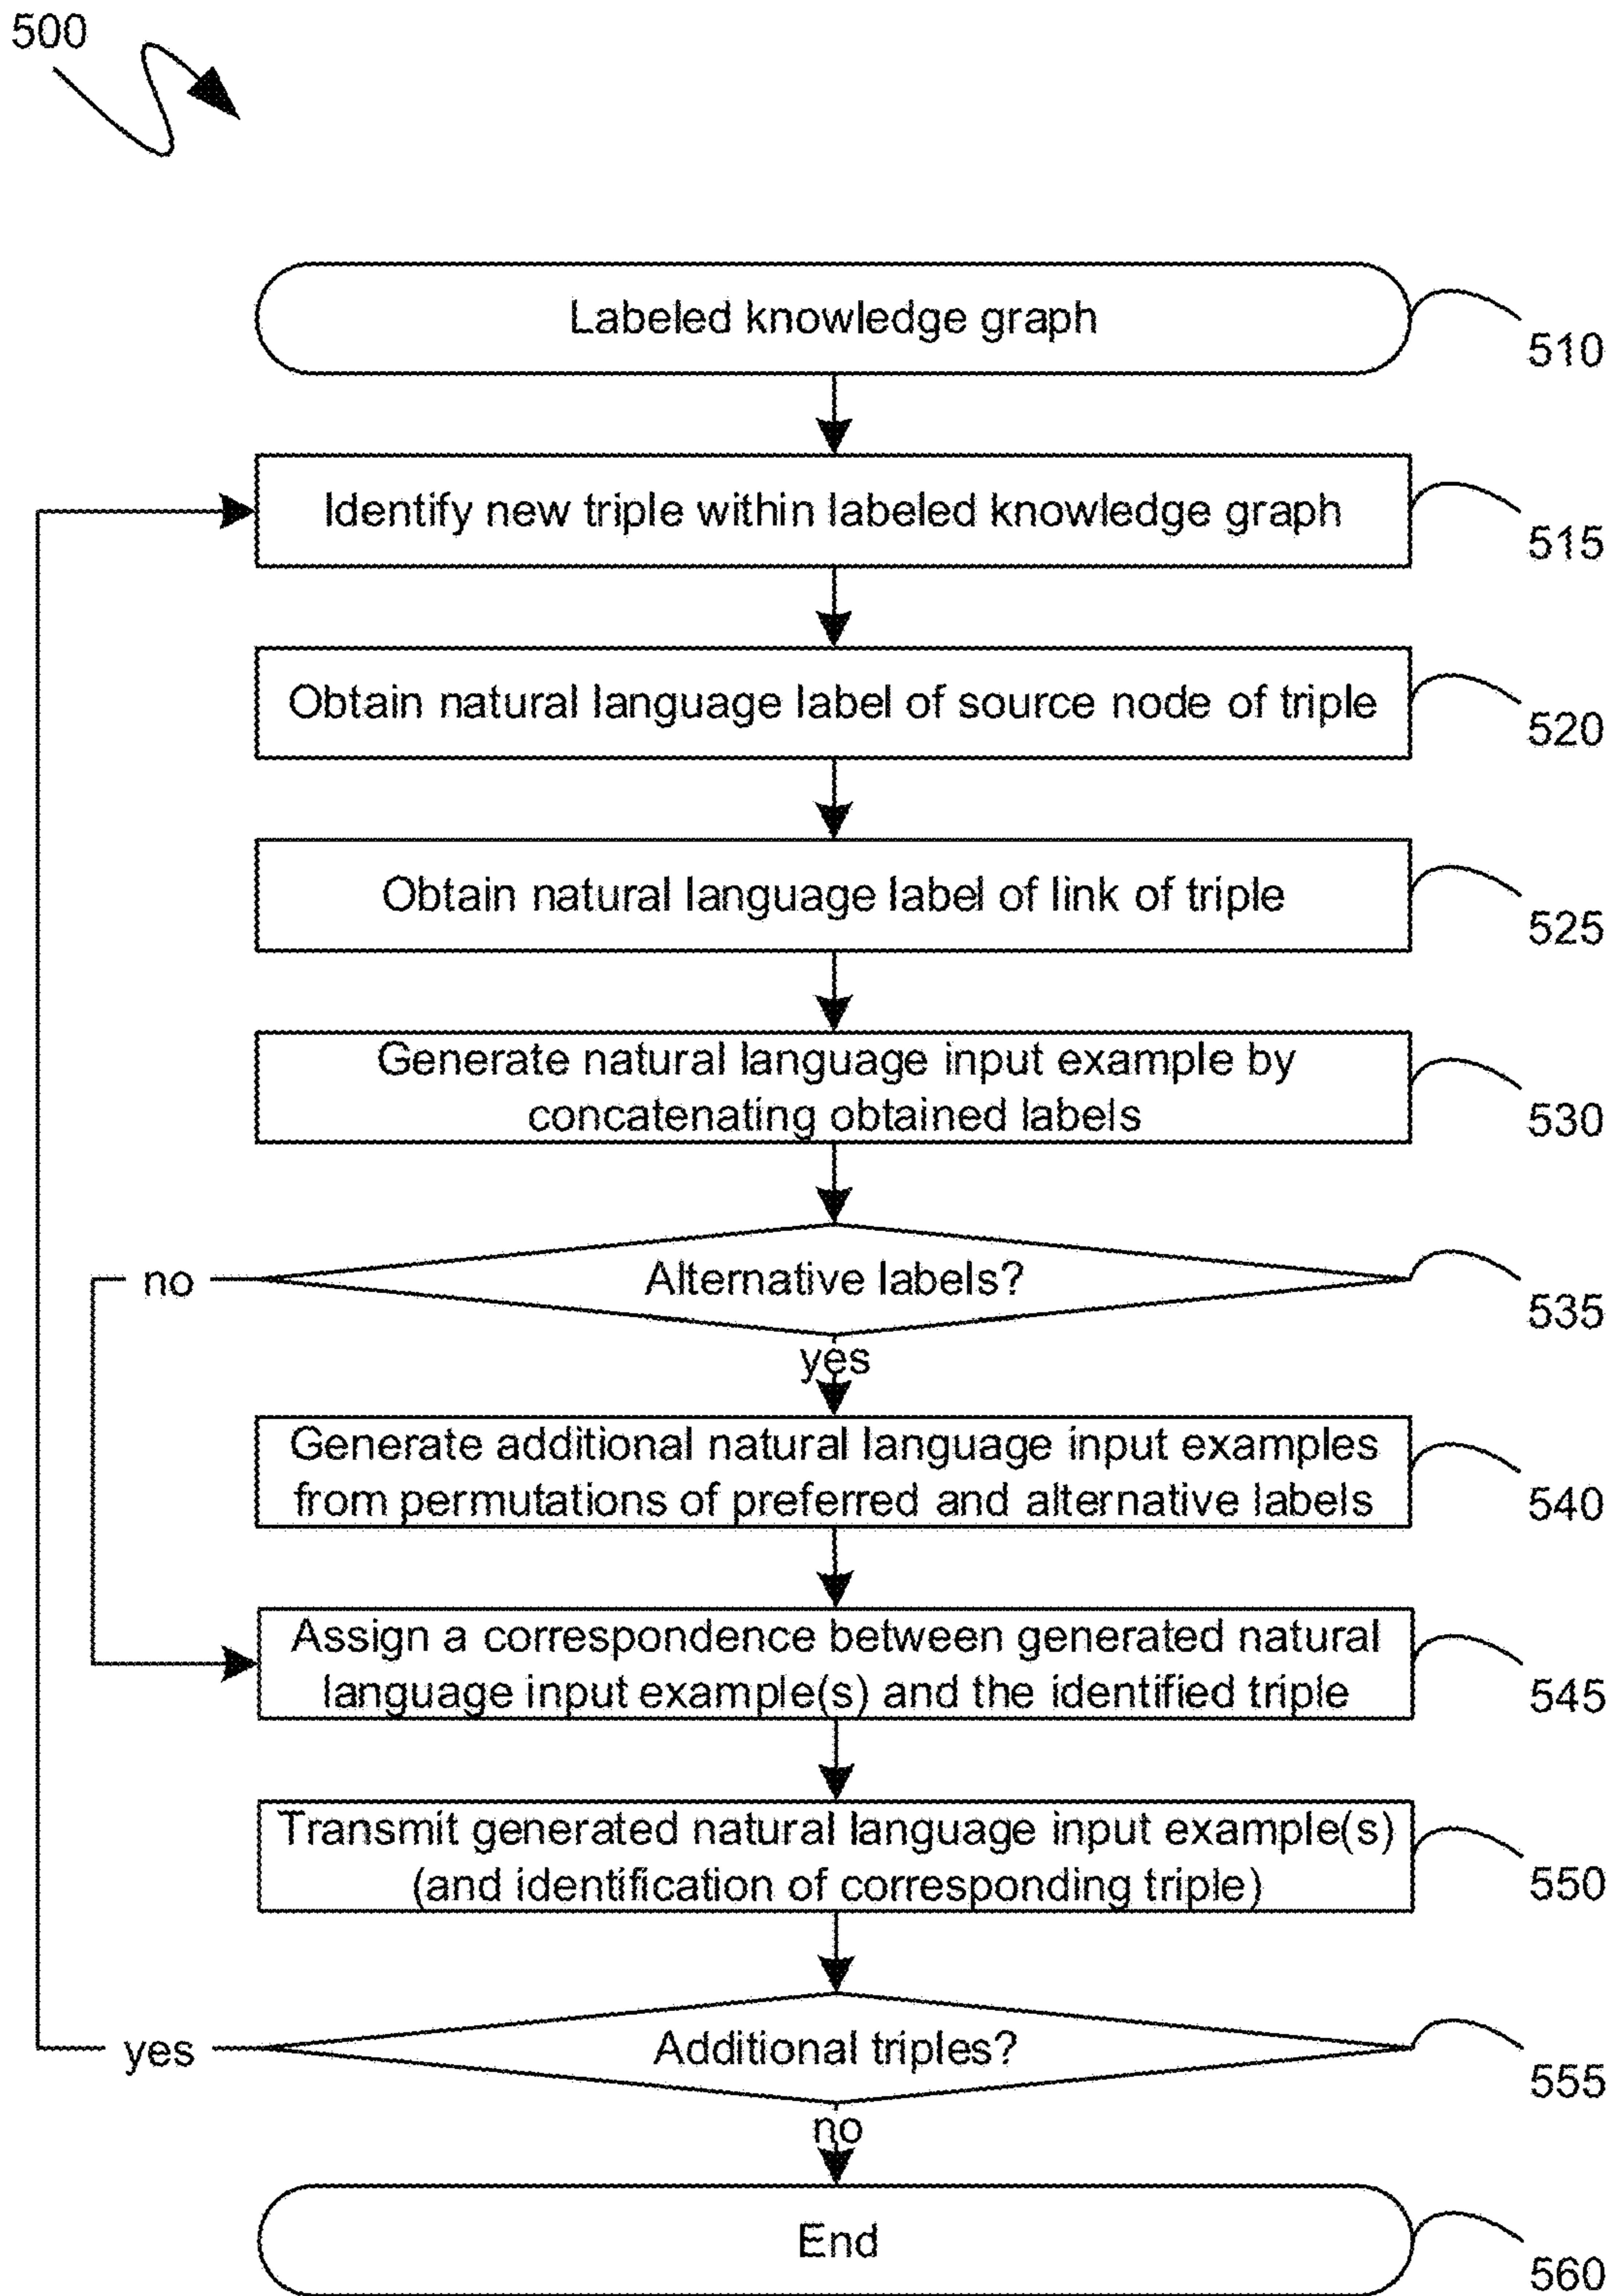 500
Labeled knowledge graph
510
Identify new triple within labeled knowledge graph
515
Obtain natural language label of source node of triple
520
Obtain natural language label of link of triple
525
Generate natural language input example by
concatenating obtained labels
530
no
Alternative labels?
535
yes
Generate additional natural language input examples
from permutations of preferred and alternative labels
540
Assign a correspondence between generated natural
language input example(s) and the identified triple
545
Transmit generated natural language input example(s)
(and identification of corresponding triple)
550
yes
Additional triples?
555
no
End
560